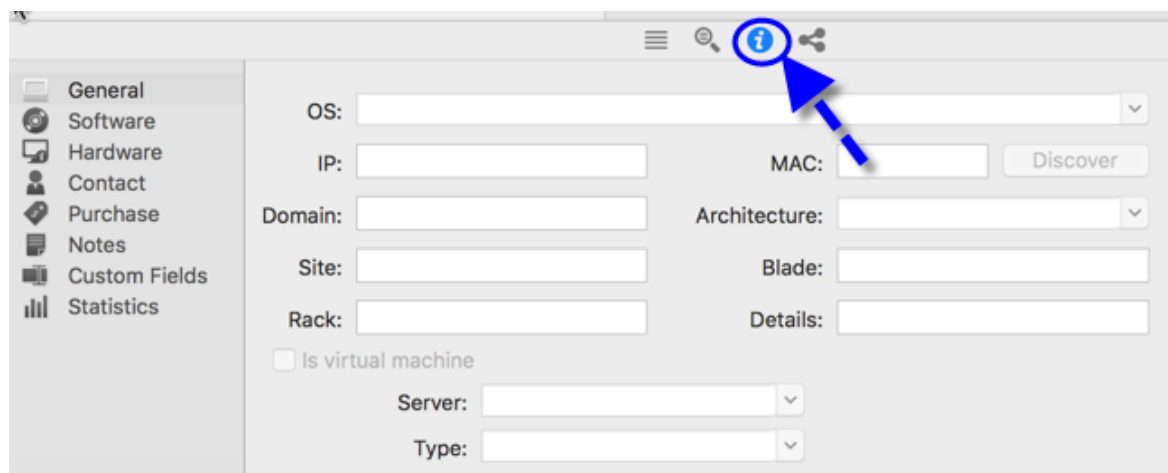 General
Software
Hardware
Contact
Purchase
Notes
Custom Fields
Statistics
OS:
IP: MAC: Discover
Domain: Architecture:
Site: Blade:
Rack: Details:
Is virtual machine
Server:
Type: